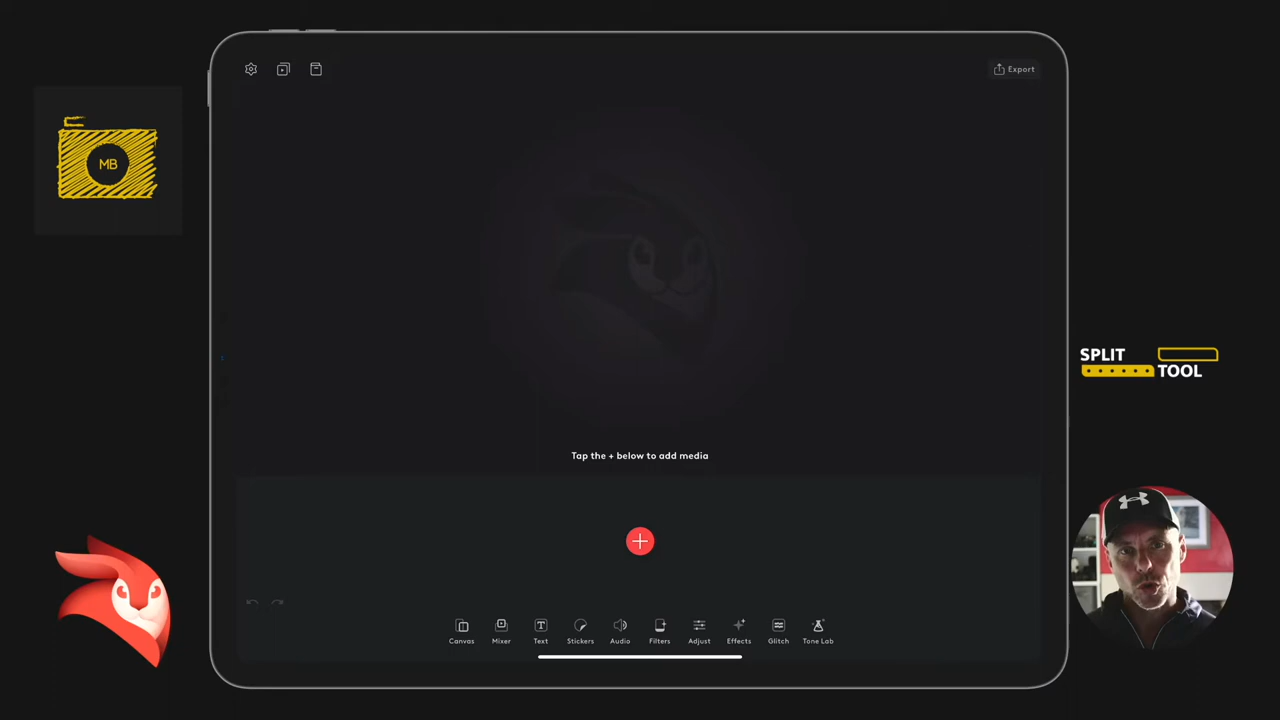 Export
MB
SPLIT
TOOL
Tap the + below to add media
Canvas
Mixer
Text
Stickers
Audio
Filters
Adjust
Effects
Glitch
Tone Lab